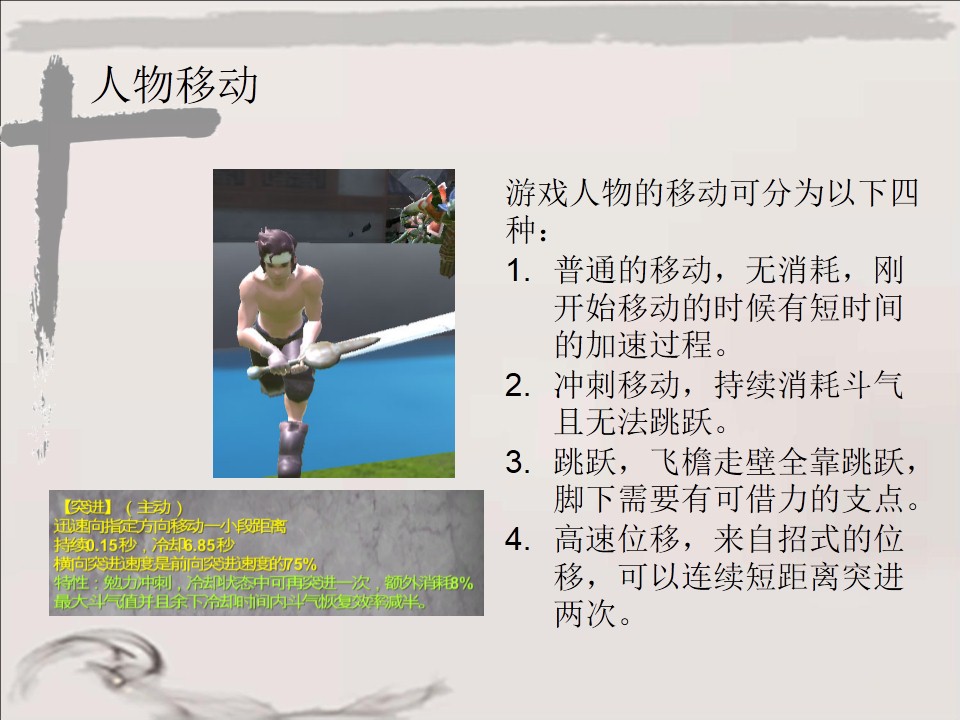 人物移动
游戏人物的移动可分为以下四
种：
1. 普通的移动，无消耗，刚
开始移动的时候有短时间
的加速过程。
2. 冲刺移动，持续消耗斗气
且无法跳跃。
3. 跳跃，飞檐走壁全靠跳跃，
脚下需要有可借力的支点。
4. 高速位移，来自招式的位
移，可以连续短距离突进
两次。
【突进】（主动）
迅速向指定方向移动一小段距离
持续0.15秒，冷却6.85秒
横向突进速度是前向突进速度的75%
特性：勉力冲刺，冷却状态中可再突进一次，额外消耗8%
最大斗气值并且余下冷却时间内斗气恢复效率减半。